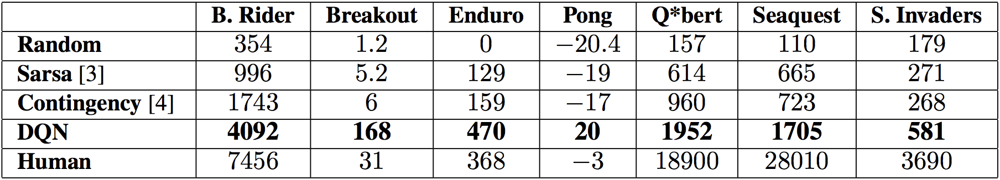 B. Rider Breakout Enduro Pong Q*bert Seaquest S. Invaders
Random 354 1.2 0 −20.4 157 110 179
Sarsa [3] 996 5.2 129 −19 614 665 271
Contingency [4] 1743 6 159 −17 960 723 268
DQN 4092 168 470 20 1952 1705 581
Human 7456 31 368 −3 18900 28010 3690